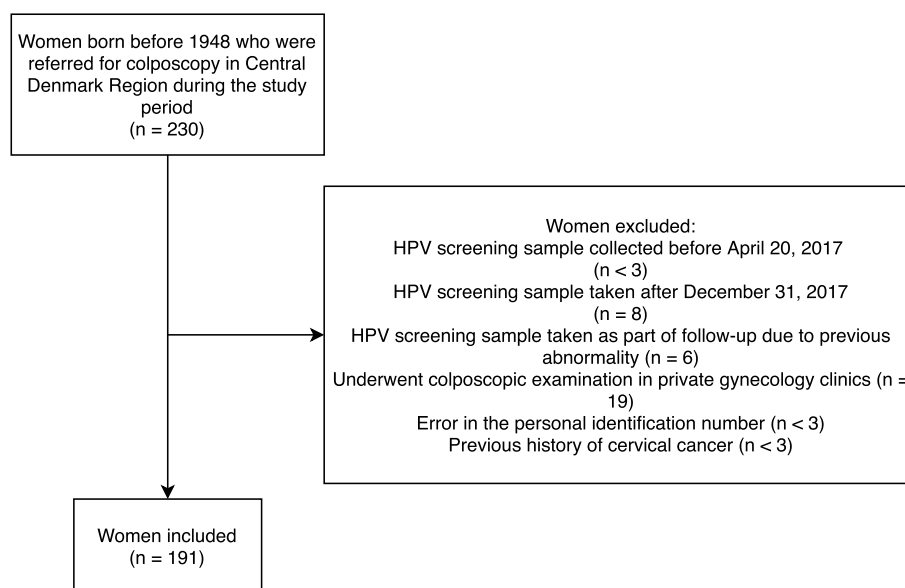 Women born before 1948 who were
referred for colposcopy in Central
Denmark Region during the study
period
(n = 230)
Women excluded:
HPV screening sample collected before April 20, 2017
(n < 3)
HPV screening sample taken after December 31, 2017
(n = 8)
HPV screening sample taken as part of follow-up due to previous
abnormality (n = 6)
Underwent colposcopic examination in private gynecology clinics (n =
19)
Error in the personal identification number (n < 3)
Previous history of cervical cancer (n < 3)
Women included
(n = 191)